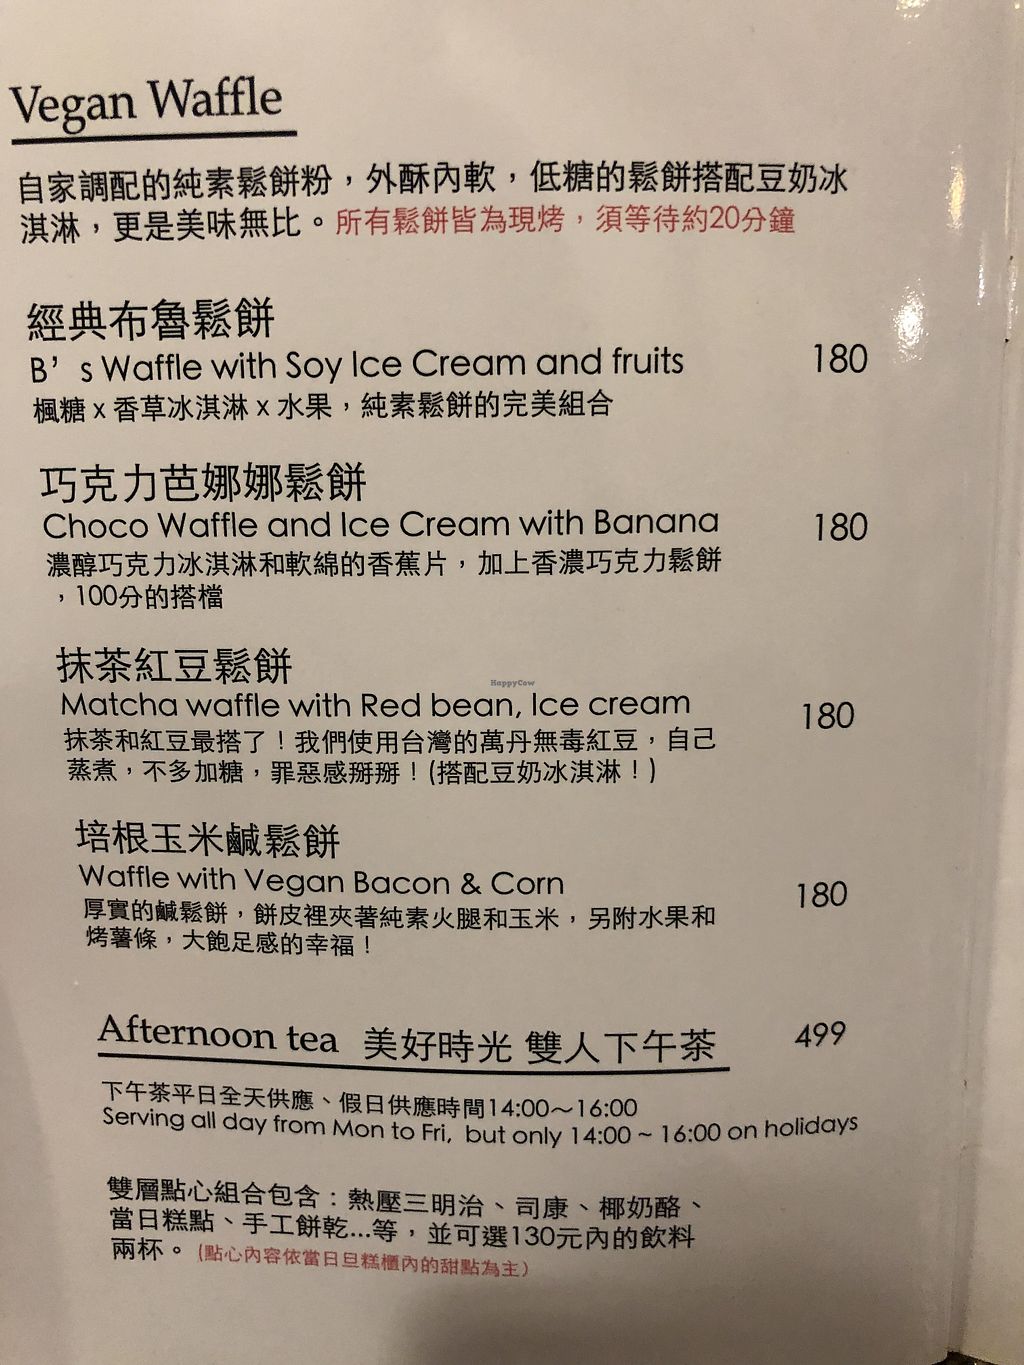 Vegan Waffle
自家調配的純素鬆餅粉，外酥內軟，低糖的鬆餅搭配豆奶冰
淇淋，更是美味無比。所有鬆餅皆為現烤，須等待約20分鐘
經典布魯鬆餅
B’s Waffle with Soy Ice Cream and fruits 180
楓糖 x 香草冰淇淋 x 水果，純素鬆餅的完美組合
巧克力芭娜娜鬆餅
Choco Waffle and Ice Cream with Banana 180
濃醇巧克力冰淇淋和軟綿的香蕉片，加上香濃巧克力鬆餅
，100分的搭檔
抹茶紅豆鬆餅
HappyCow
Matcha waffle with Red bean, Ice cream 180
抹茶和紅豆最搭了！我們使用台灣的萬丹無毒紅豆，自己
蒸煮，不多加糖，罪惡感掰掰！(搭配豆奶冰淇淋！)
培根玉米鹹鬆餅
Waffle with Vegan Bacon & Corn 180
厚實的鹹鬆餅，餅皮裡夾著純素火腿和玉米，另附水果和
烤薯條，大飽足感的幸福！
Afternoon tea 美好時光 雙人下午茶 499
下午茶平日全天供應、假日供應時間14:00～16:00
Serving all day from Mon to Fri, but only 14:00 ~ 16:00 on holidays
雙層點心組合包含：熱壓三明治、司康、椰奶酪、
當日糕點、手工餅乾...等，並可選130元內的飲料
兩杯。(點心內容依當日旦糕櫃內的甜點為主)